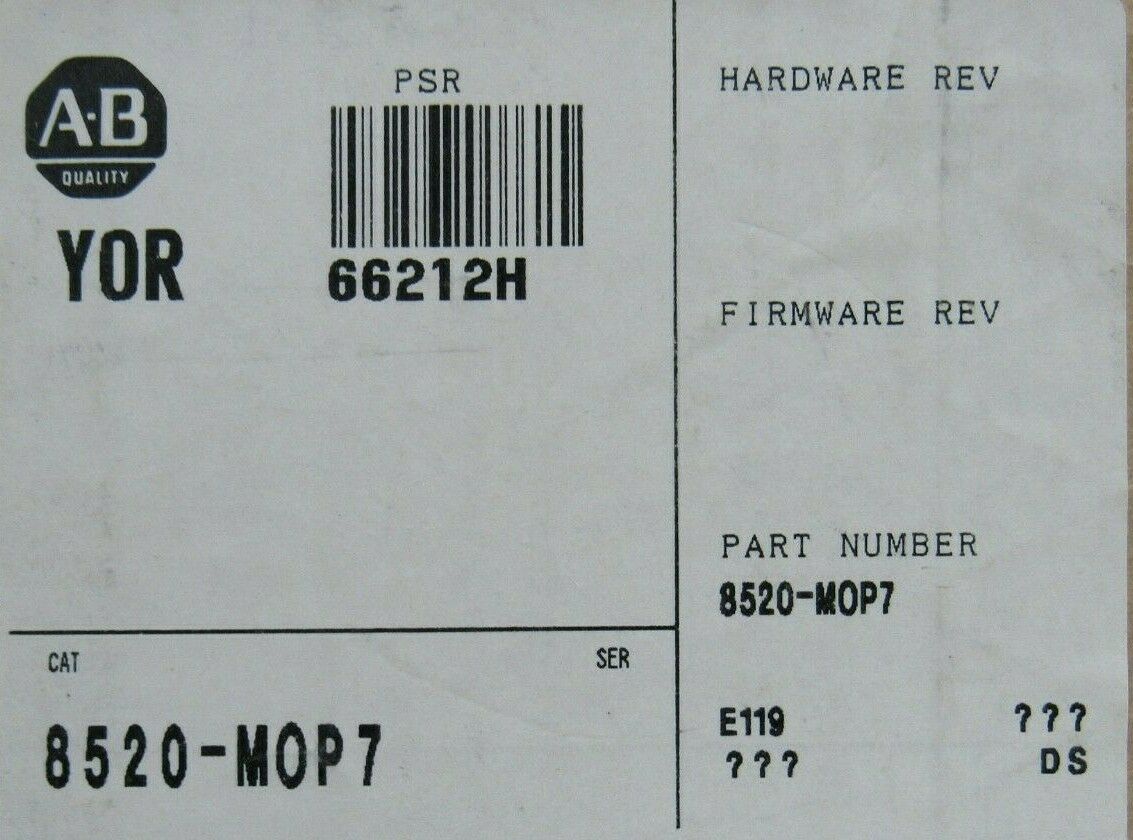 A·B
QUALITY
YOR
PSR
66212H
HARDWARE REV
FIRMWARE REV
PART NUMBER
8520-MOP7
CAT
SER
8520-MOP7
E119 ???
??? DS